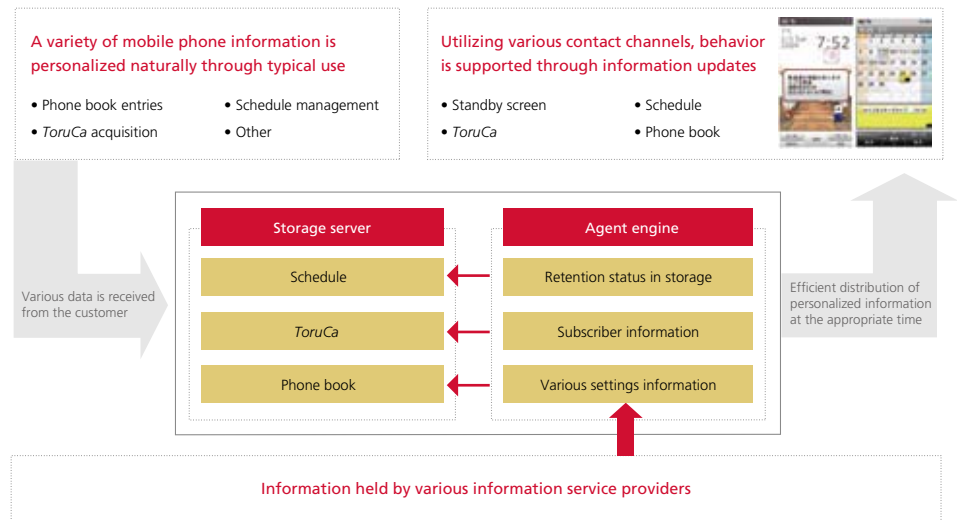 A variety of mobile phone information is
personalized naturally through typical use
• Phone book entries
• Schedule management
• ToruCa acquisition
• Other
Utilizing various contact channels, behavior
is supported through information updates
• Standby screen
• Schedule
• ToruCa
• Phone book
7:52
Various data is received
from the customer
Storage server
Schedule
ToruCa
Phone book
Agent engine
Retention status in storage
Subscriber information
Various settings information
Efficient distribution of
personalized information
at the appropriate time
Information held by various information service providers